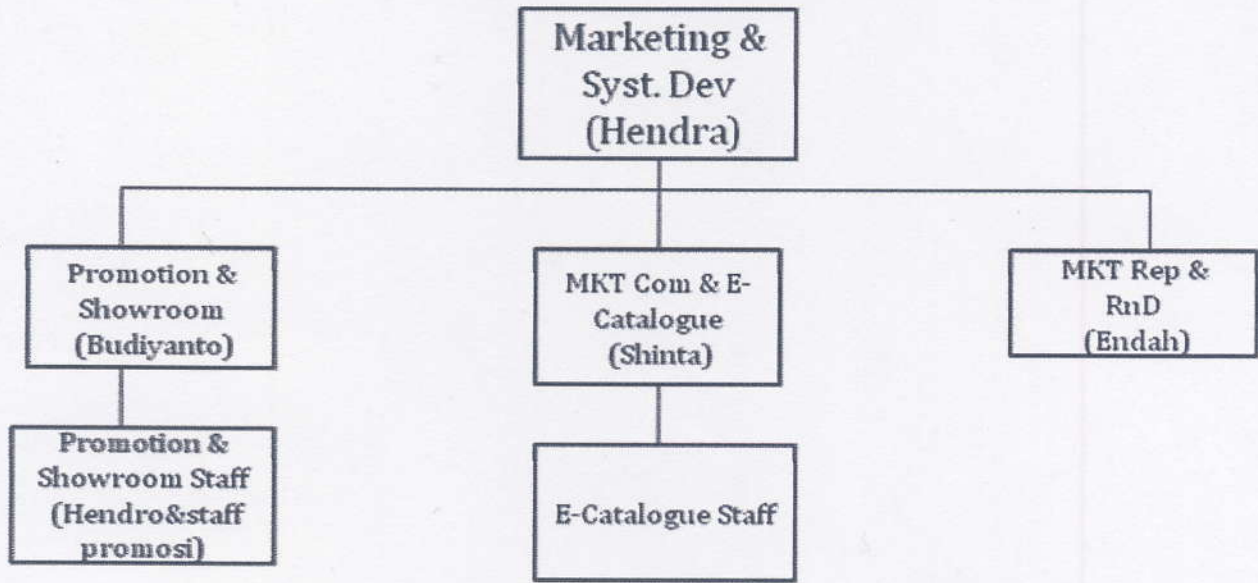 Marketing &
Syst. Dev
(Hendra)
Promotion &
Showroom
(Budiyanto)
MKT Com & E-
Catalogue
(Shinta)
MKT Rep &
RnD
(Endah)
Promotion &
Showroom Staff
(Hendro&staff
promosi)
E-Catalogue Staff